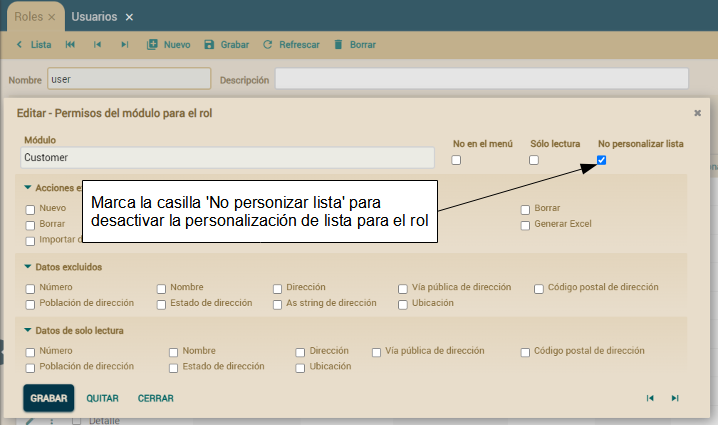 Roles × Usuarios ×
Lista Nuevo Grabar Refrescar Borrar
Nombre user Descripción
Editar - Permisos del módulo para el rol
Módulo No en el menú Sólo lectura No personalizar lista
Customer
Marca la casilla 'No personizar lista' para
desactivar la personalización de lista para el rol
Acciones e
Nuevo Borrar
Borrar Generar Excel
Importar d
Datos excluidos
Número Nombre Dirección Vía pública de dirección Código postal de dirección
Población de dirección Estado de dirección As string de dirección Ubicación
Datos de solo lectura
Número Nombre Dirección Vía pública de dirección Código postal de dirección
Población de dirección Estado de dirección Ubicación
GRABAR QUITAR CERRAR
Detalle